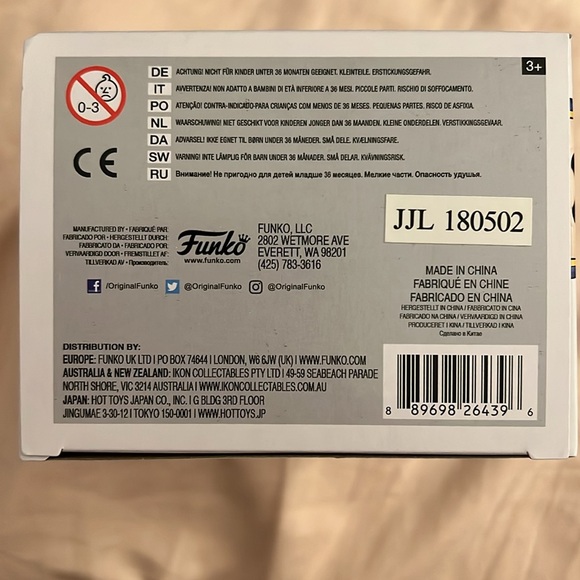 3+
0-3
DE ACHTUNG! NICHT FÜR KINDER UNTER 36 MONATEN GEEIGNET. KLEINTEILE. ERSTICKUNGSGEFAHR.
IT AVVERTENZA! NON ADATTO A BAMBINI DI ETÀ INFERIORE A 36 MESI. PICCOLE PARTI. RISCHIO DI SOFFOCAMENTO.
PO ATENÇÃO! CONTRA-INDICADO PARA CRIANÇAS COM MENOS DE 36 MESES. PEQUENAS PARTES. RISCO DE ASFIXIA.
NL WAARSCHUWING! NIET GESCHIKT VOOR KINDEREN JONGER DAN 36 MAANDEN. KLEINE ONDERDELEN. VERSTIKKINGSGEVAAR.
DA ADVARSEL! IKKE EGNET TIL BØRN UNDER 36 MÅNEDER. SMÅ DELE. KVÆLNINGSFARE.
SW VARNING! INTE LÄMPLIG FÖR BARN UNDER 36 MÅNADER. SMÅ DELAR. KVÄVNINGSRISK.
RU Внимание! Не пригодно для детей младше 36 месяцев. Мелкие части. Опасность удушья.
CE
JJL 180502
MANUFACTURED BY • FABRIQUÉ PAR
FABRICADO POR • HERGESTELLT DURCH:
FABBRICATO DA • FABRICADO POR:
VERVAARDIGD DOOR • FREMSTILLET AF:
TILLVERKAD AV • Производитель:
Funko
www.funko.com
FUNKO, LLC
2802 WETMORE AVE
EVERETT, WA 98201
(425) 783-3616
f /OriginalFunko @OriginalFunko @OriginalFunko
MADE IN CHINA
FABRIQUÉ EN CHINE
FABRICADO EN CHINA
HERGESTELLT IN CHINA / FABBRICATO IN CINA
FABRICADO NA CHINA / VERVAARDIGD IN CHINA
PRODUCERET I KINA / TILLVERKAD I KINA
Сделано в Китае
DISTRIBUTION BY:
EUROPE: FUNKO UK LTD I PO BOX 74644 I LONDON, W6 6JW (UK) I WWW.FUNKO.COM
AUSTRALIA & NEW ZEALAND: IKON COLLECTABLES PTY LTD I 49-59 SEABEACH PARADE
NORTH SHORE, VIC 3214 AUSTRALIA I WWW.IKONCOLLECTABLES.COM.AU
JAPAN: HOT TOYS JAPAN CO., INC. I G BLDG 3RD FLOOR
JINGUMAE 3-30-12 I TOKYO 150-0001 I WWW.HOTTOYS.JP
8 89698 26439 6